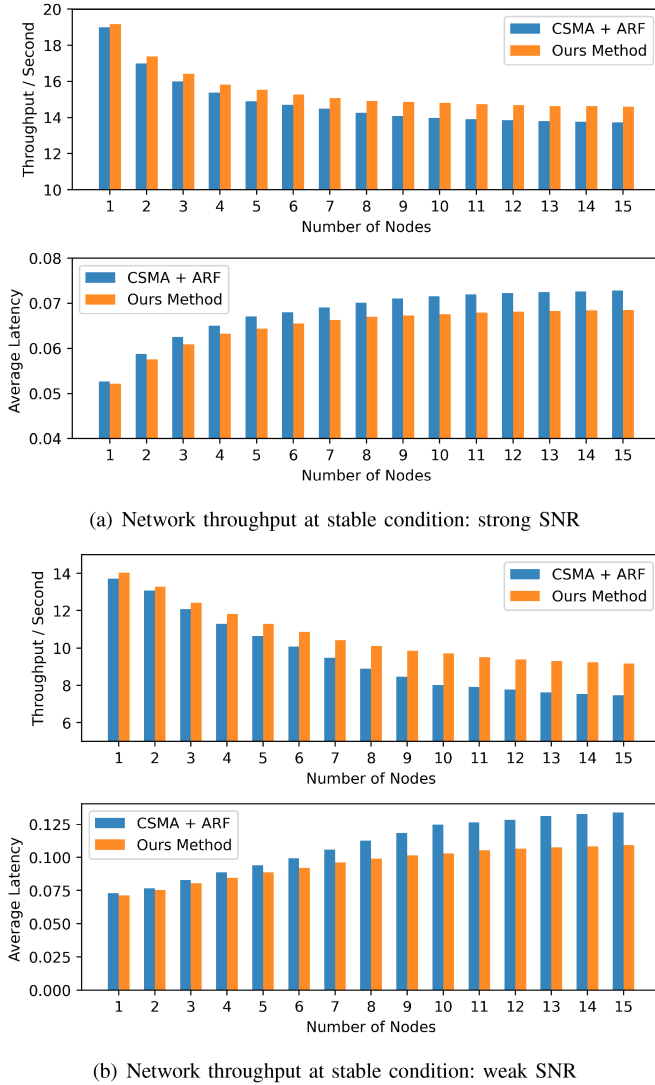 20
18
16
14
12
10
Throughput / Second
CSMA + ARF
Ours Method
1 2 3 4 5 6 7 8 9 10 11 12 13 14 15
Number of Nodes
0.08
0.07
0.06
0.05
0.04
Average Latency
CSMA + ARF
Ours Method
1 2 3 4 5 6 7 8 9 10 11 12 13 14 15
Number of Nodes
(a) Network throughput at stable condition: strong SNR
14
12
10
8
6
Throughput / Second
CSMA + ARF
Ours Method
1 2 3 4 5 6 7 8 9 10 11 12 13 14 15
Number of Nodes
0.125
0.100
0.075
0.050
0.025
0.000
Average Latency
CSMA + ARF
Ours Method
1 2 3 4 5 6 7 8 9 10 11 12 13 14 15
Number of Nodes
(b) Network throughput at stable condition: weak SNR